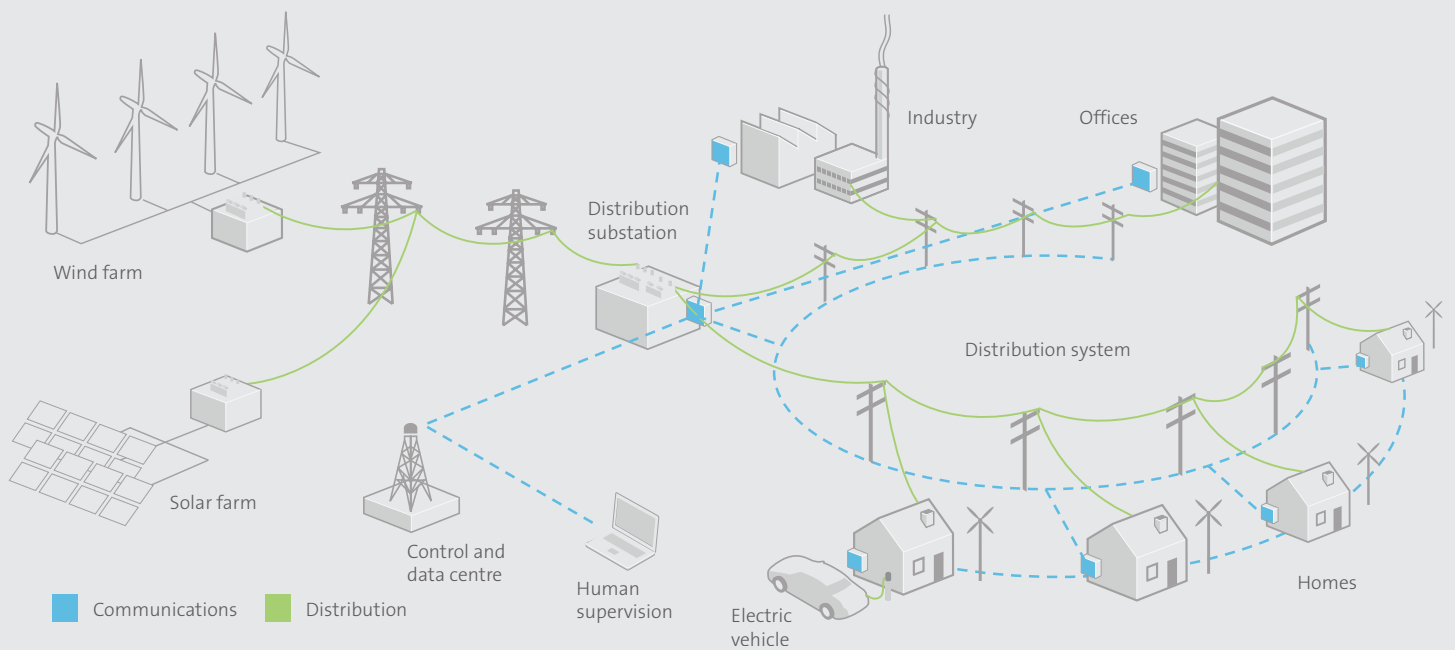 Industry
Offices
Distribution
substation
Wind farm
Distribution system
Solar farm
Control and
data centre
Human
supervision
Electric
vehicle
Homes
Communications
Distribution